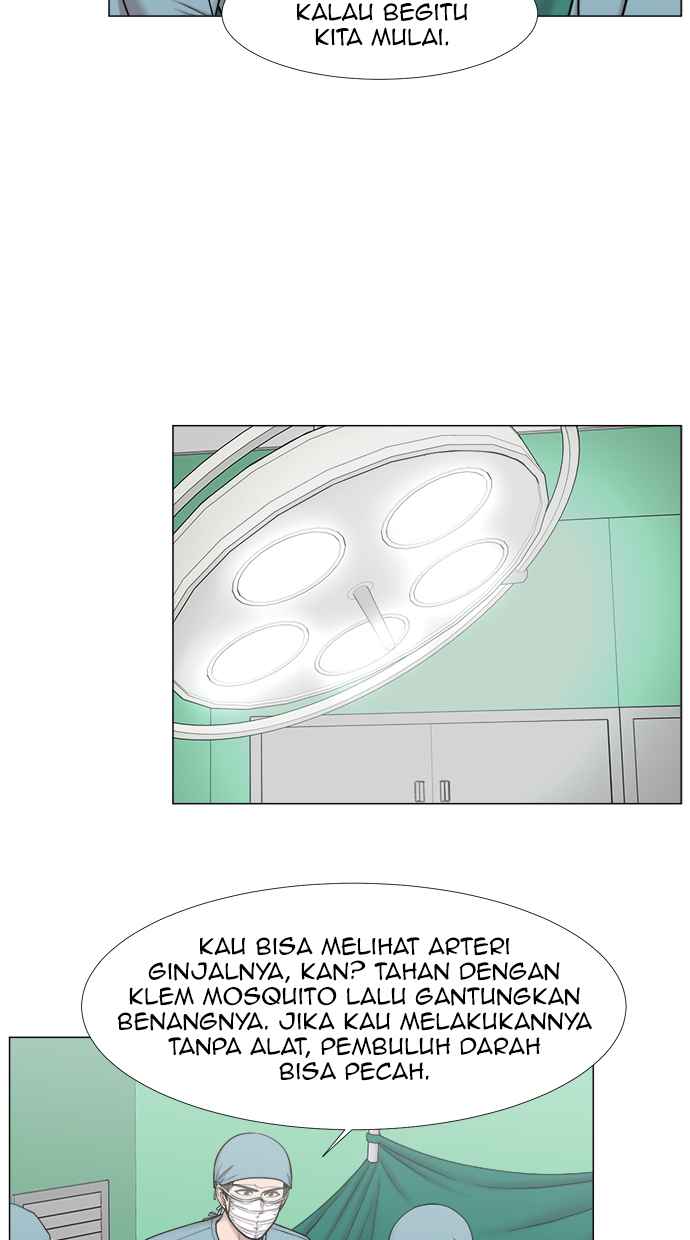 KALAU BEGITU
KITA MULAI.
KAU BISA MELIHAT ARTERI
GINJALNYA, KAN? TAHAN DENGAN
KLEM MOSQUITO LALU GANTUNGKAN
BENANGNYA. JIKA KAU MELAKUKANNYA
TANPA ALAT, PEMBULUH DARAH
BISA PECAH.